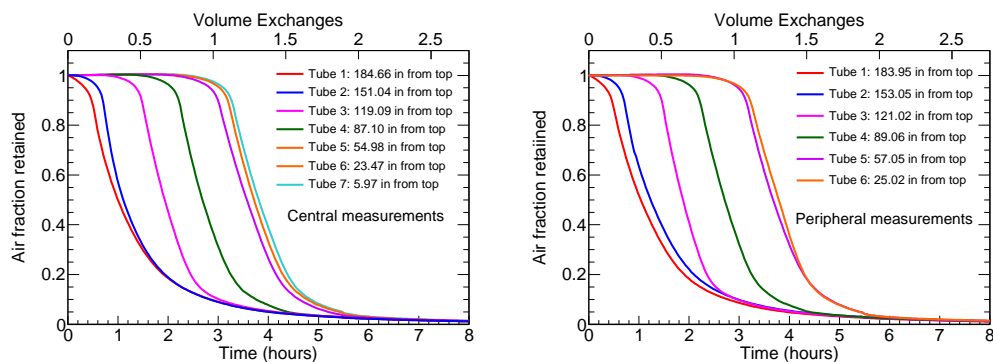 Volume Exchanges
0 0.5 1 1.5 2 2.5
Air fraction retained
1
0.8
0.6
0.4
0.2
0
Tube 1: 184.66 in from top
Tube 2: 151.04 in from top
Tube 3: 119.09 in from top
Tube 4: 87.10 in from top
Tube 5: 54.98 in from top
Tube 6: 23.47 in from top
Tube 7: 5.97 in from top
Central measurements
0 1 2 3 4 5 6 7 8
Time (hours)
Volume Exchanges
0 0.5 1 1.5 2 2.5
Air fraction retained
1
0.8
0.6
0.4
0.2
0
Tube 1: 183.95 in from top
Tube 2: 153.05 in from top
Tube 3: 121.02 in from top
Tube 4: 89.06 in from top
Tube 5: 57.05 in from top
Tube 6: 25.02 in from top
Peripheral measurements
0 1 2 3 4 5 6 7 8
Time (hours)